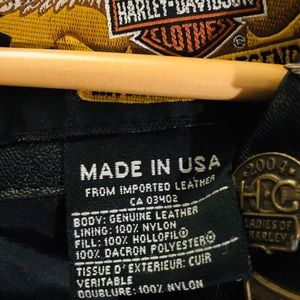 HARLEY-DAVIDSON
CLOTHES
®
MADE IN USA
FROM IMPORTED LEATHER
CA 03402
BODY: GENUINE LEATHER
LINING: 100% NYLON
FILL: 100% HOLLOFIL®
100% DACRON POLYESTER®
TISSUE D'EXTERIEUR: CUIR
VERITABLE
DOUBLURE: 100% NYLON
2004
LADIES OF
HARLEY